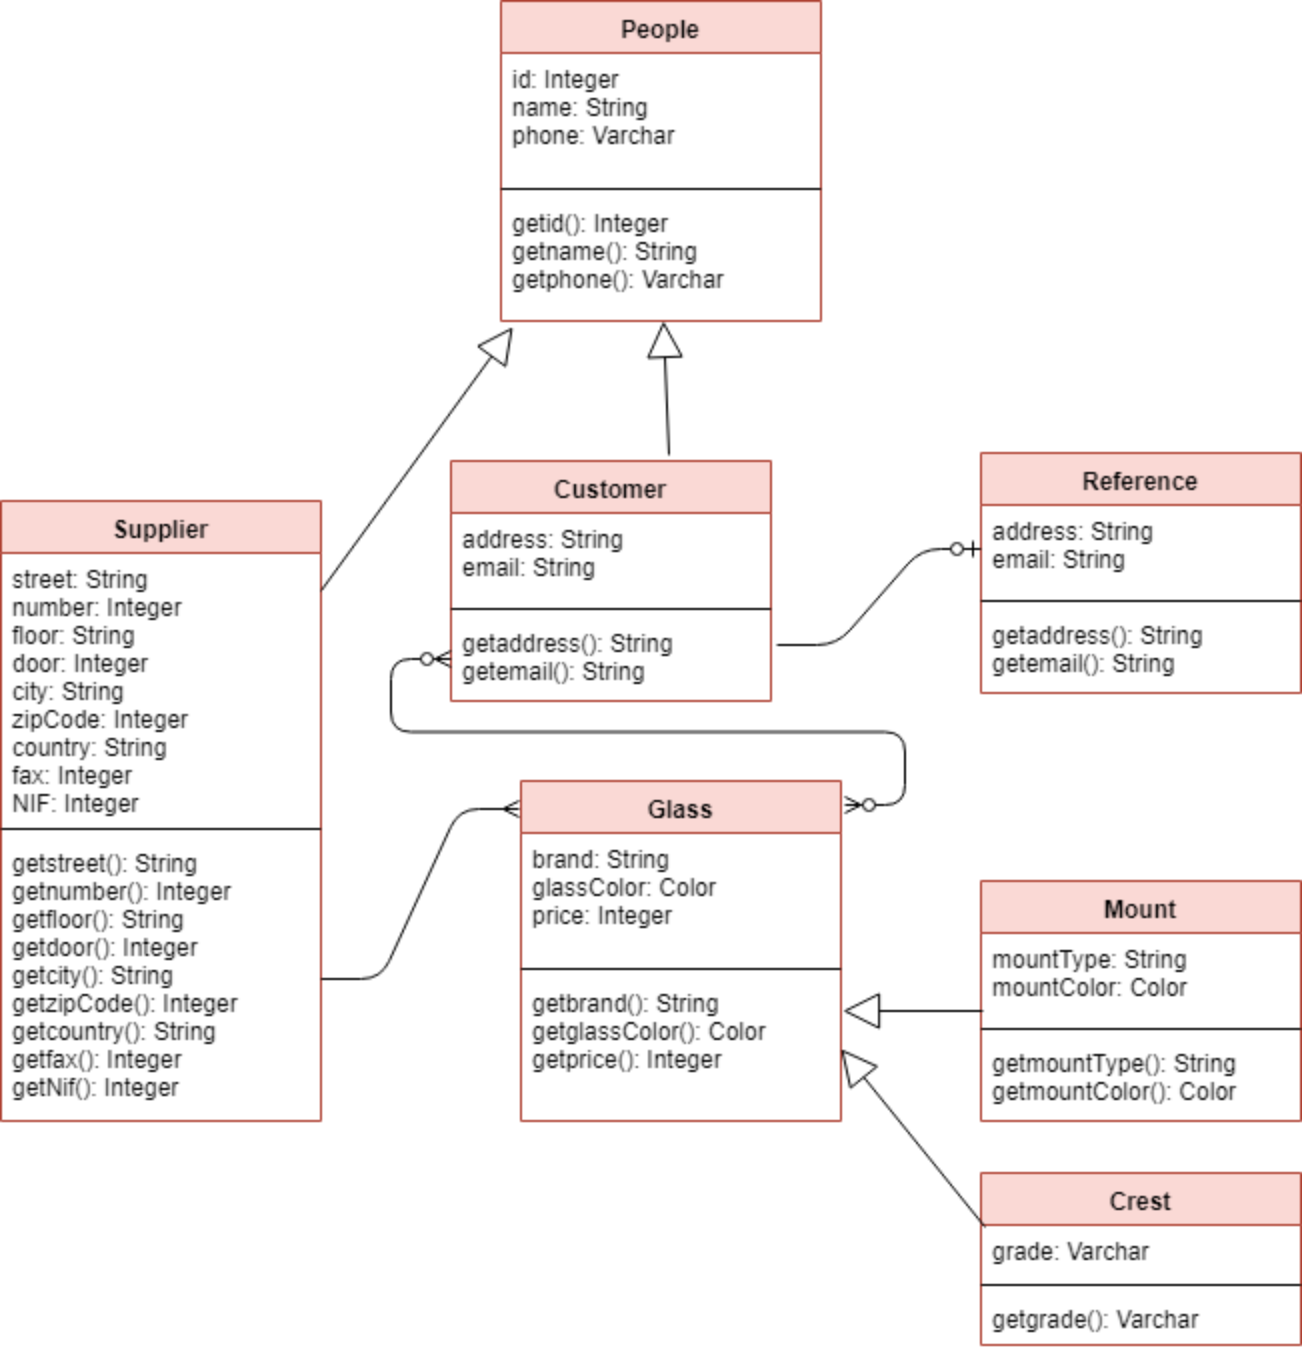 People
id: Integer
name: String
phone: Varchar
getid(): Integer
getname(): String
getphone(): Varchar
Customer
address: String
email: String
getaddress(): String
getemail(): String
Reference
address: String
email: String
getaddress(): String
getemail(): String
Supplier
street: String
number: Integer
floor: String
door: Integer
city: String
zipCode: Integer
country: String
fax: Integer
NIF: Integer
getstreet(): String
getnumber(): Integer
getfloor(): String
getdoor(): Integer
getcity(): String
getzipCode(): Integer
getcountry(): String
getfax(): Integer
getNif(): Integer
Glass
brand: String
glassColor: Color
price: Integer
getbrand(): String
getglassColor(): Color
getprice(): Integer
Mount
mountType: String
mountColor: Color
getmountType(): String
getmountColor(): Color
Crest
grade: Varchar
getgrade(): Varchar